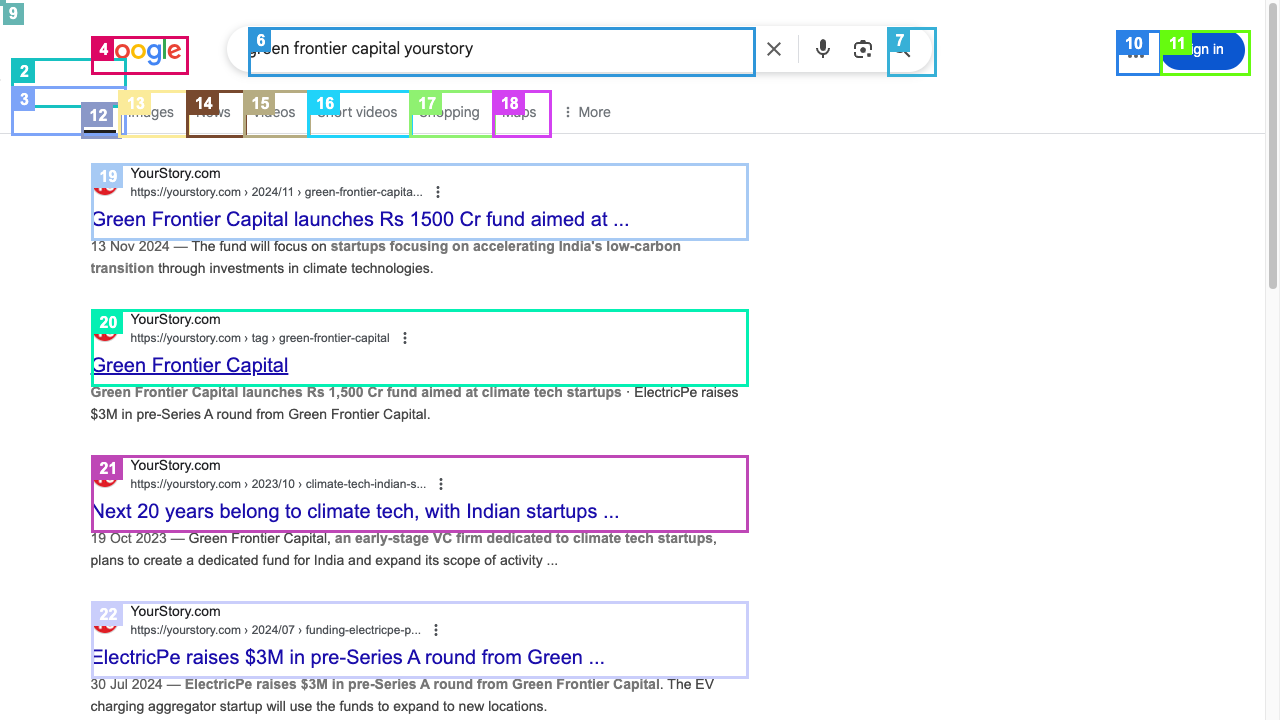 9
4
oogle
6
green frontier capital yourstory
7
10
11
Sign in
2
3
12
13
Images
14
News
15
Videos
16
Short videos
17
Shopping
18
Maps
More
19
YourStory.com
https://yourstory.com › 2024/11 › green-frontier-capita...
Green Frontier Capital launches Rs 1500 Cr fund aimed at ...
13 Nov 2024 — The fund will focus on startups focusing on accelerating India's low-carbon
transition through investments in climate technologies.
20
YourStory.com
https://yourstory.com › tag › green-frontier-capital
Green Frontier Capital
Green Frontier Capital launches Rs 1,500 Cr fund aimed at climate tech startups · ElectricPe raises
$3M in pre-Series A round from Green Frontier Capital.
21
YourStory.com
https://yourstory.com › 2023/10 › climate-tech-indian-s...
Next 20 years belong to climate tech, with Indian startups ...
19 Oct 2023 — Green Frontier Capital, an early-stage VC firm dedicated to climate tech startups,
plans to create a dedicated fund for India and expand its scope of activity ...
22
YourStory.com
https://yourstory.com › 2024/07 › funding-electricpe-p...
ElectricPe raises $3M in pre-Series A round from Green ...
30 Jul 2024 — ElectricPe raises $3M in pre-Series A round from Green Frontier Capital. The EV
charging aggregator startup will use the funds to expand to new locations.